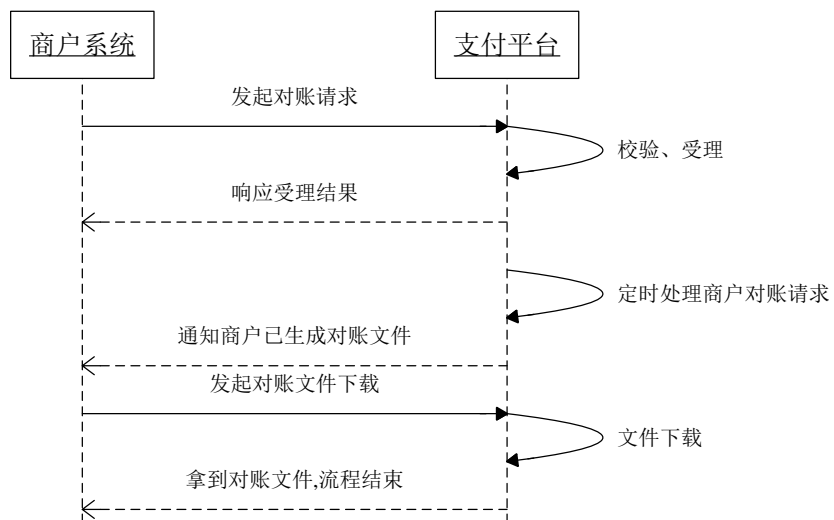 商户系统
支付平台
发起对账请求
校验、受理
响应受理结果
定时处理商户对账请求
通知商户已生成对账文件
发起对账文件下载
文件下载
拿到对账文件,流程结束